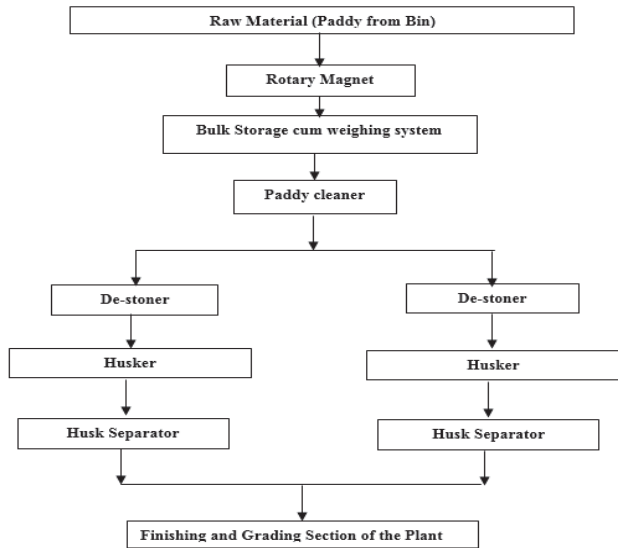 Raw Material (Paddy from Bin)
Rotary Magnet
Bulk Storage cum weighing system
Paddy cleaner
De-stoner
De-stoner
Husker
Husker
Husk Separator
Husk Separator
Finishing and Grading Section of the Plant